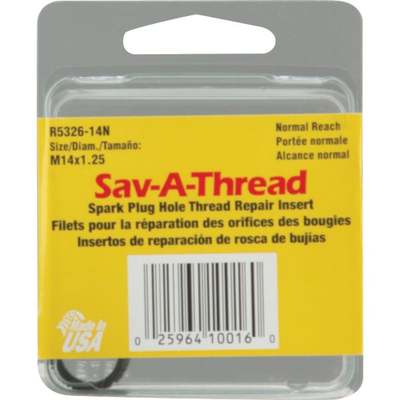 R5326-14N
Size/Diam./Tamaño:
M14x1.25
Normal Reach
Portée normale
Alcance normal
Sav-A-Thread
Spark Plug Hole Thread Repair Insert
Filets pour la réparation des orifices des bougies
Insertos de reparación de rosca de bujías
Made in
USA
0 25964 10016 0